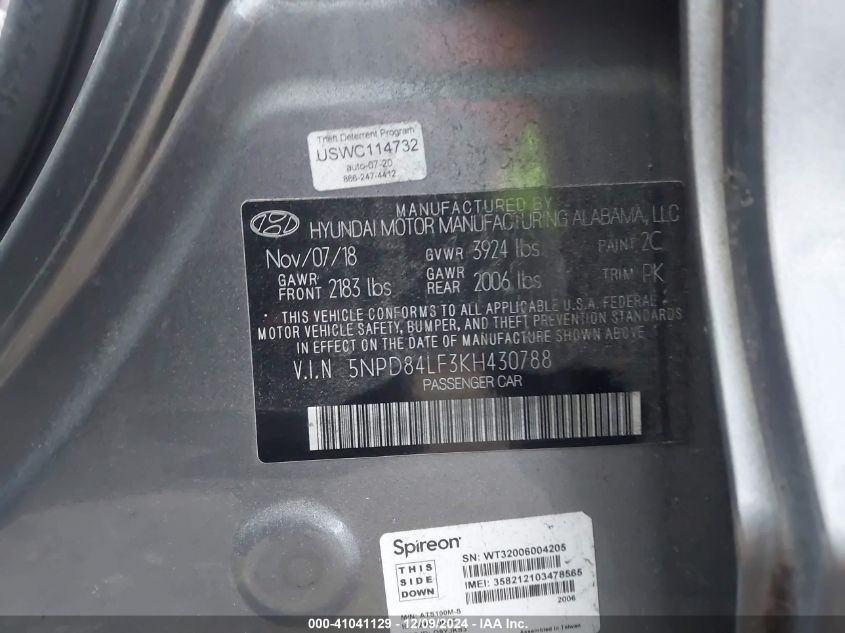 Theft Deterrent Program
USWC114732
auto-07-20
866-247-4412
MANUFACTURED BY
HYUNDAI MOTOR MANUFACTURING ALABAMA, LLC
Nov/07/18 GVWR 3924 lbs PAINT 2C
GAWR FRONT 2183 lbs GAWR REAR 2006 lbs TRIM PK
* THIS VEHICLE CONFORMS TO ALL APPLICABLE U.S.A. FEDERAL
MOTOR VEHICLE SAFETY, BUMPER, AND THEFT PREVENTION STANDARDS
IN EFFECT ON THE DATE OF MANUFACTURE SHOWN ABOVE. *
V.I.N 5NPD84LF3KH430788
PASSENGER CAR
Spireon
SN: WT32006004205
THIS
SIDE
DOWN
IMEI: 358212103478565
2006
ATS100M-S
Assembled in Taiwan
000-41041129 - 12/09/2024 - IAAI.COM